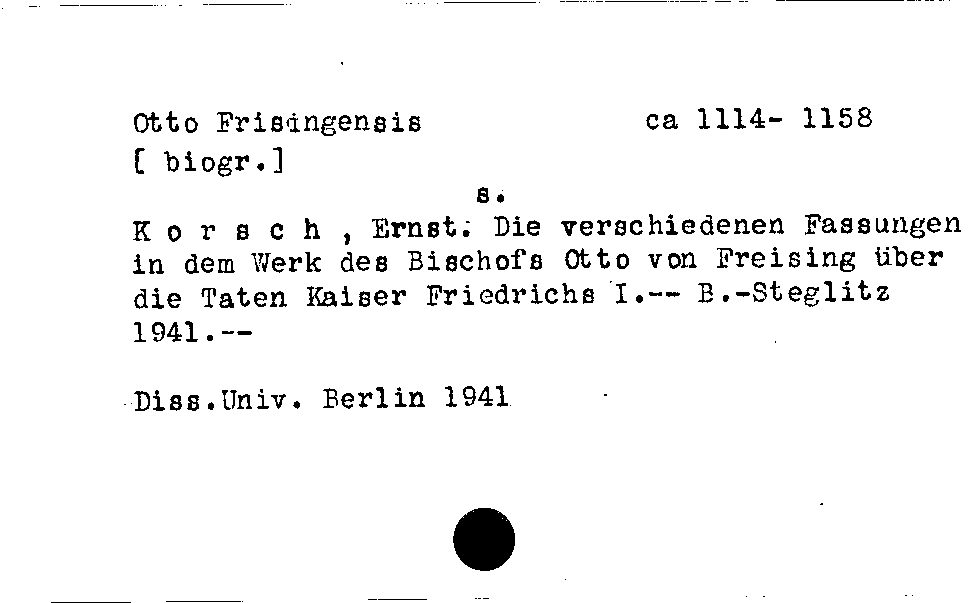 Otto Frisingensis ca 1114- 1158
[ biogr.]
s.
K o r s c h , Ernst. Die verschiedenen Fassungen
in dem Werk des Bischofs Otto von Freising über
die Taten Kaiser Friedrichs I.-- B.-Steglitz
1941.--
Diss.Univ. Berlin 1941